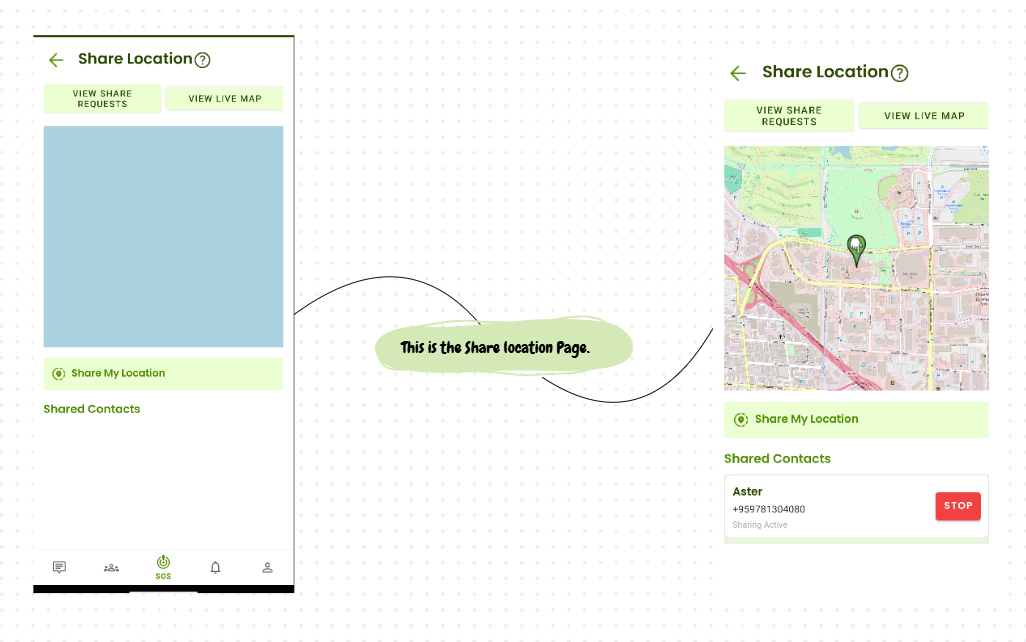 Share Location ?
VIEW SHARE
REQUESTS
VIEW LIVE MAP
Share My Location
Shared Contacts
SOS
This is the Share location Page.
Share Location ?
VIEW SHARE
REQUESTS
VIEW LIVE MAP
Share My Location
Shared Contacts
Aster
+959781304080
Sharing Active
STOP